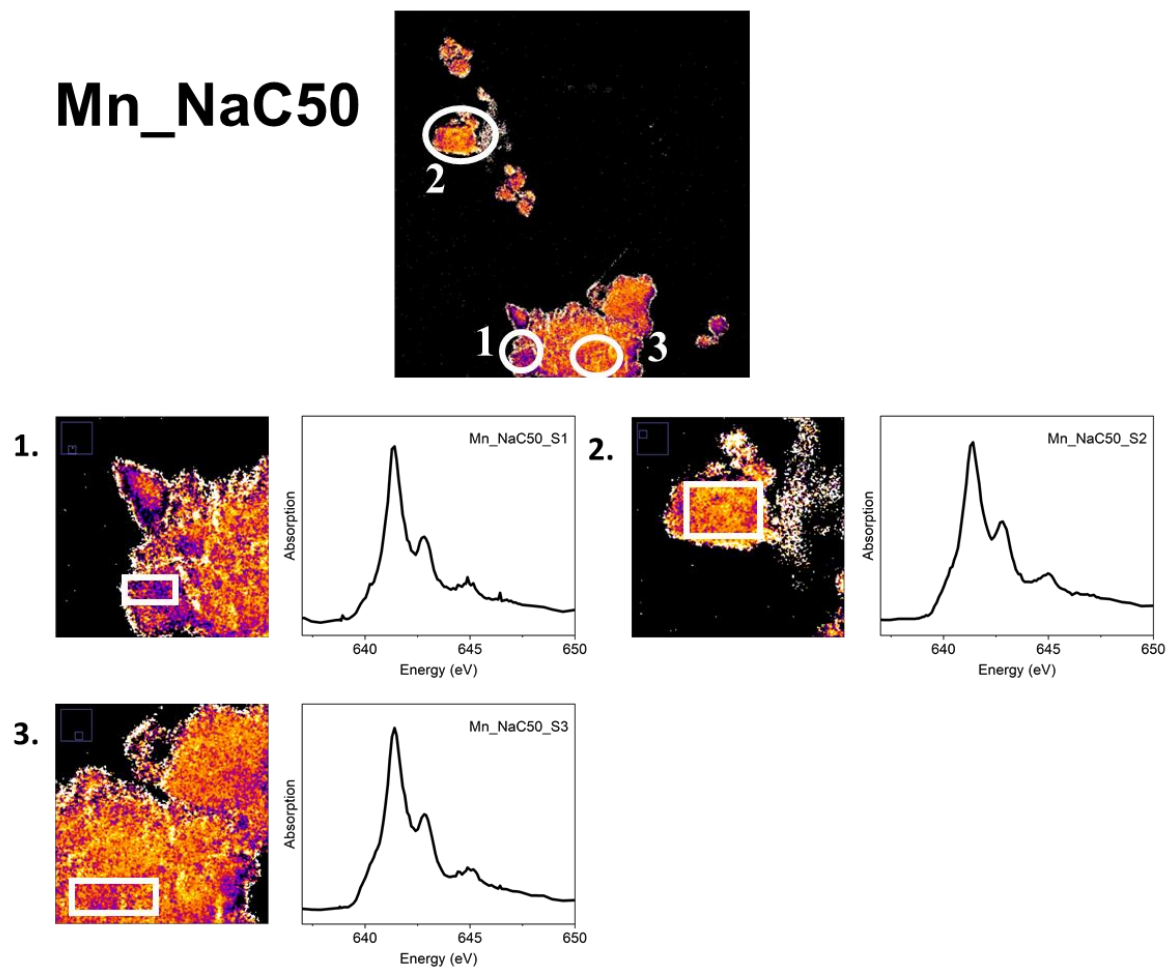 Mn_NaC50
2
1
3
1.
Mn_NaC50_S1
Absorption
640
645
650
Energy (eV)
2.
Mn_NaC50_S2
Absorption
640
645
650
Energy (eV)
3.
Mn_NaC50_S3
Absorption
640
645
650
Energy (eV)